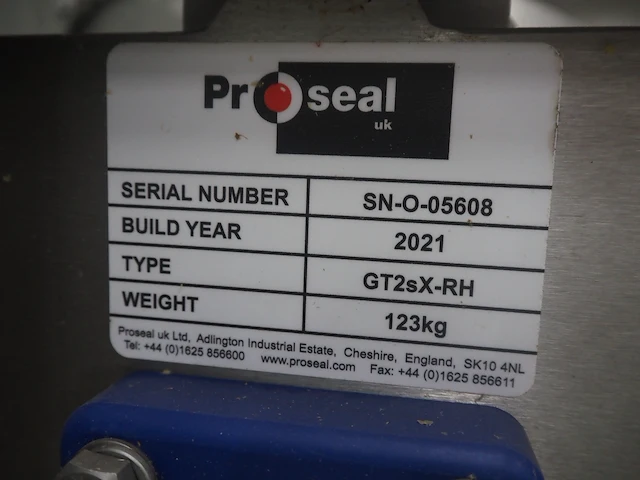 Proseal
uk
SERIAL NUMBER SN-O-05608
BUILD YEAR 2021
TYPE GT2sX-RH
WEIGHT 123kg
Proseal uk Ltd, Adlington Industrial Estate, Cheshire, England, SK10 4NL
Tel: +44 (0)1625 856600 www.proseal.com Fax: +44 (0)1625 856611